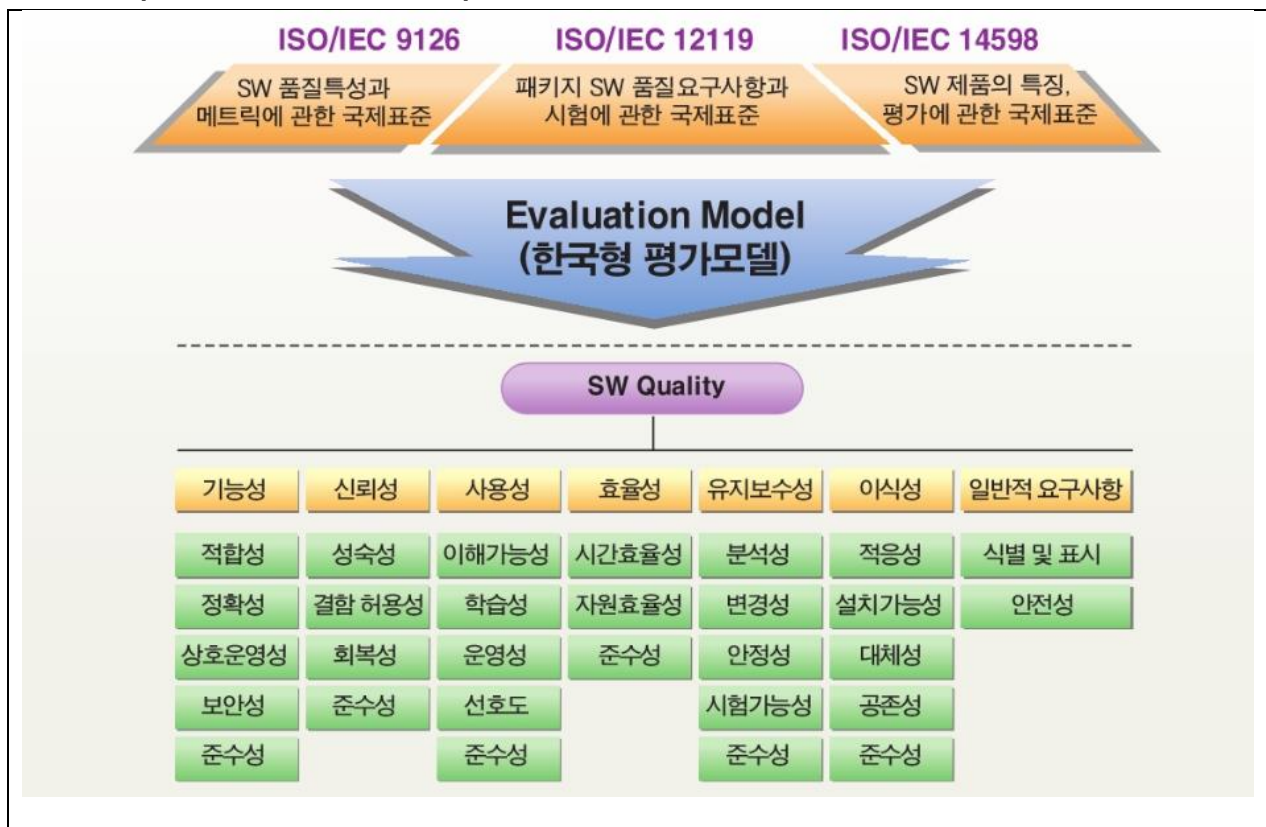 ISO/IEC 9126 ISO/IEC 12119 ISO/IEC 14598
SW 품질특성과
메트릭에 관한 국제표준
패키지 SW 품질요구사항과
시험에 관한 국제표준
SW 제품의 특징,
평가에 관한 국제표준
Evaluation Model
(한국형 평가모델)
SW Quality
기능성 신뢰성 사용성 효율성 유지보수성 이식성 일반적 요구사항
적합성 성숙성 이해가능성 시간효율성 분석성 적응성 식별 및 표시
정확성 결함 허용성 학습성 자원효율성 변경성 설치가능성 안전성
상호운영성 회복성 운영성 준수성 안정성 대체성
보안성 준수성 선호도 시험가능성 공존성
준수성 준수성 준수성 준수성